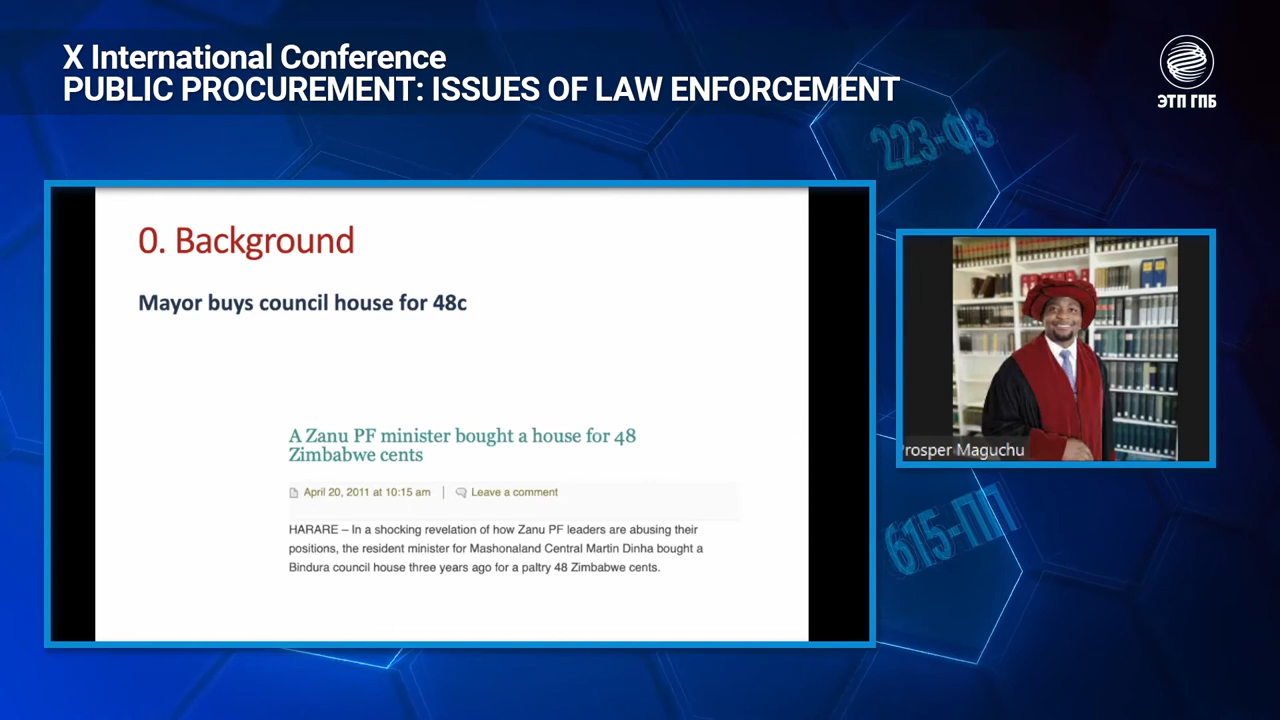 X International Conference
PUBLIC PROCUREMENT: ISSUES OF LAW ENFORCEMENT
ЭТП ГПБ
223-ФЗ
0. Background
Mayor buys council house for 48c
A Zanu PF minister bought a house for 48
Zimbabwe cents
April 20, 2011 at 10:15 am | Leave a comment
HARARE – In a shocking revelation of how Zanu PF leaders are abusing their
positions, the resident minister for Mashonaland Central Martin Dinha bought a
Bindura council house three years ago for a paltry 48 Zimbabwe cents.
rosper Maguchu
615-ПП